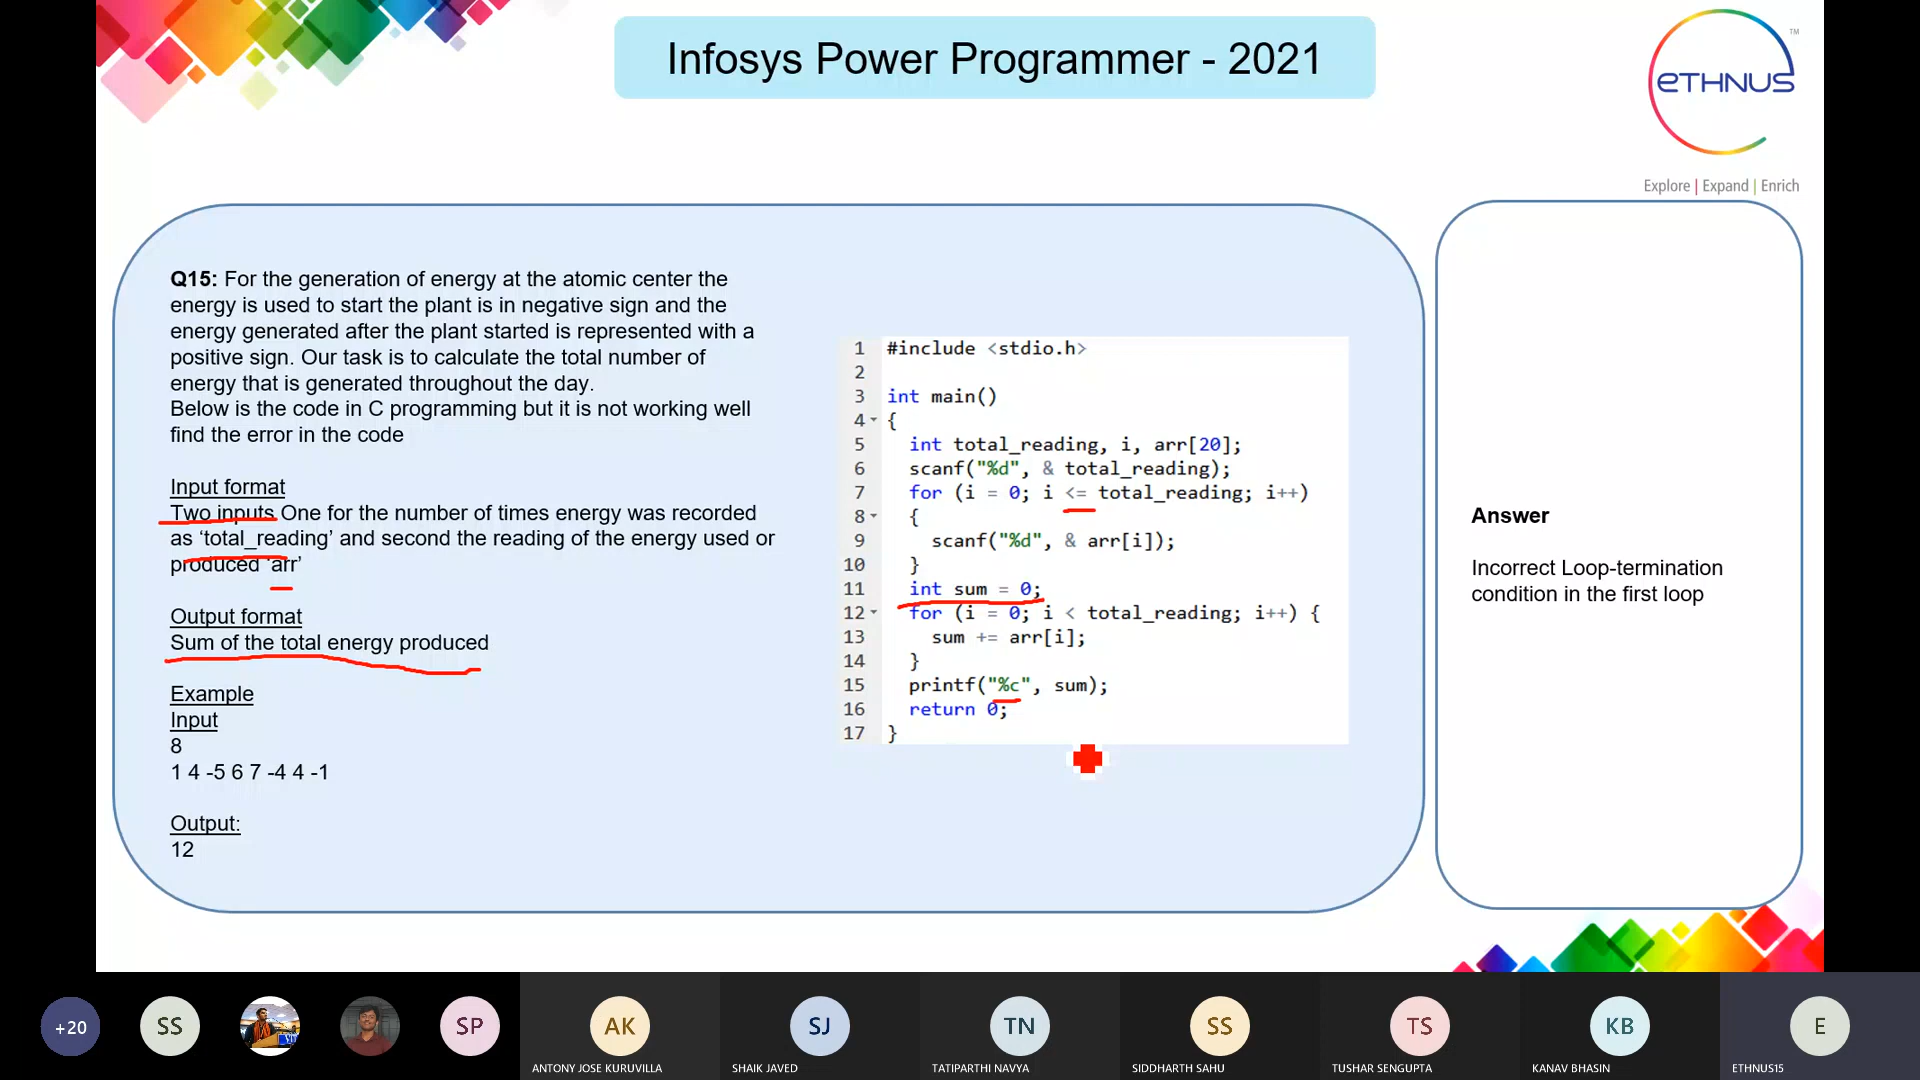 Infosys Power Programmer - 2021
eTHNUS
TM
Explore | Expand | Enrich
Q15: For the generation of energy at the atomic center the
energy is used to start the plant is in negative sign and the
energy generated after the plant started is represented with a
positive sign. Our task is to calculate the total number of
energy that is generated throughout the day.
Below is the code in C programming but it is not working well
find the error in the code
Input format
Two inputs One for the number of times energy was recorded
as ‘total_reading’ and second the reading of the energy used or
produced ‘arr’
Output format
Sum of the total energy produced
Example
Input
8
1 4 -5 6 7 -4 4 -1
Output:
12
1 #include <stdio.h>
2
3 int main()
4 {
5 int total_reading, i, arr[20];
6 scanf("%d", & total_reading);
7 for (i = 0; i <= total_reading; i++)
8 {
9 scanf("%d", & arr[i]);
10 }
11 int sum = 0;
12 for (i = 0; i < total_reading; i++) {
13 sum += arr[i];
14 }
15 printf("%c", sum);
16 return 0;
17 }
Answer
Incorrect Loop-termination
condition in the first loop
+20
SS
SP
AK
SJ
TN
SS
TS
KB
E
ANTONY JOSE KURUVILLA
SHAIK JAVED
TATIPARTHI NAVYA
SIDDHARTH SAHU
TUSHAR SENGUPTA
KANAV BHASIN
ETHNUS15